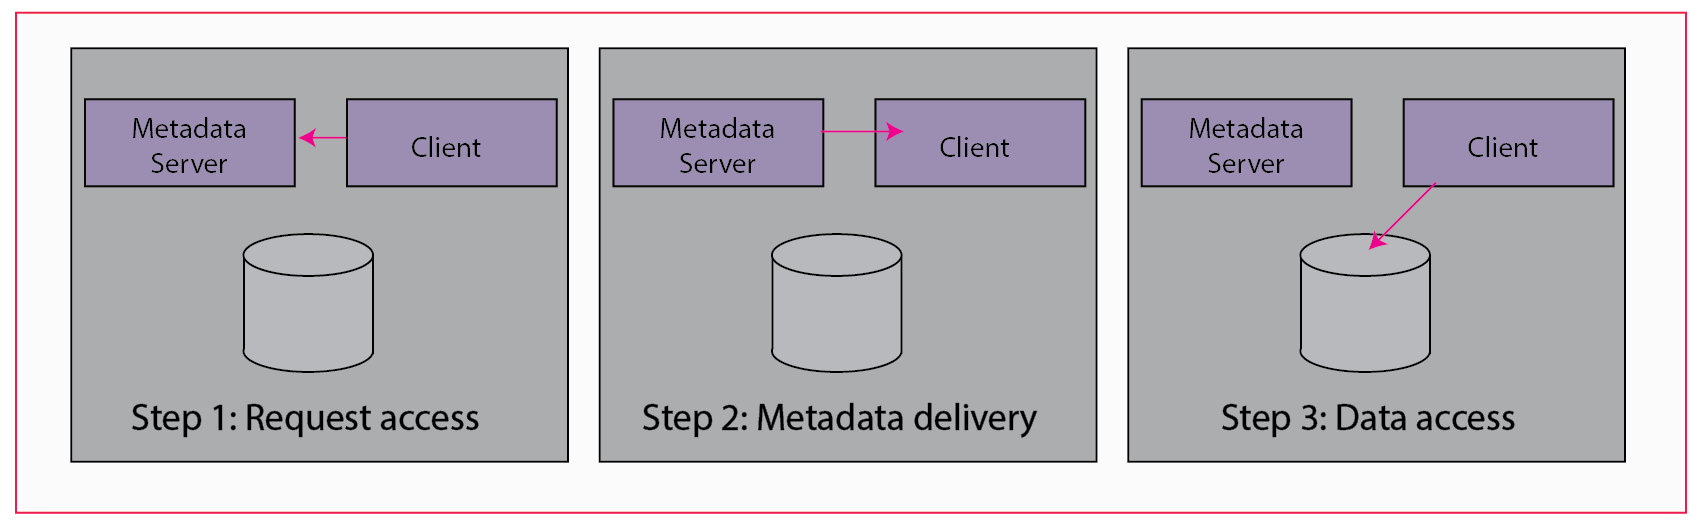 Metadata
Server
Client
Step 1: Request access
Metadata
Server
Client
Step 2: Metadata delivery
Metadata
Server
Client
Step 3: Data access